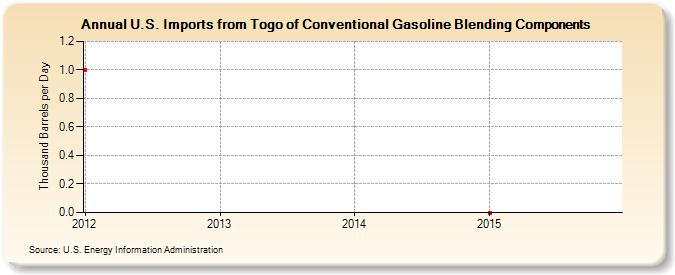 Annual U.S. Imports from Togo of Conventional Gasoline Blending Components
Thousand Barrels per Day
1.2
1.0
0.8
0.6
0.4
0.2
0.0
2012 2013 2014 2015
Source: U.S. Energy Information Administration